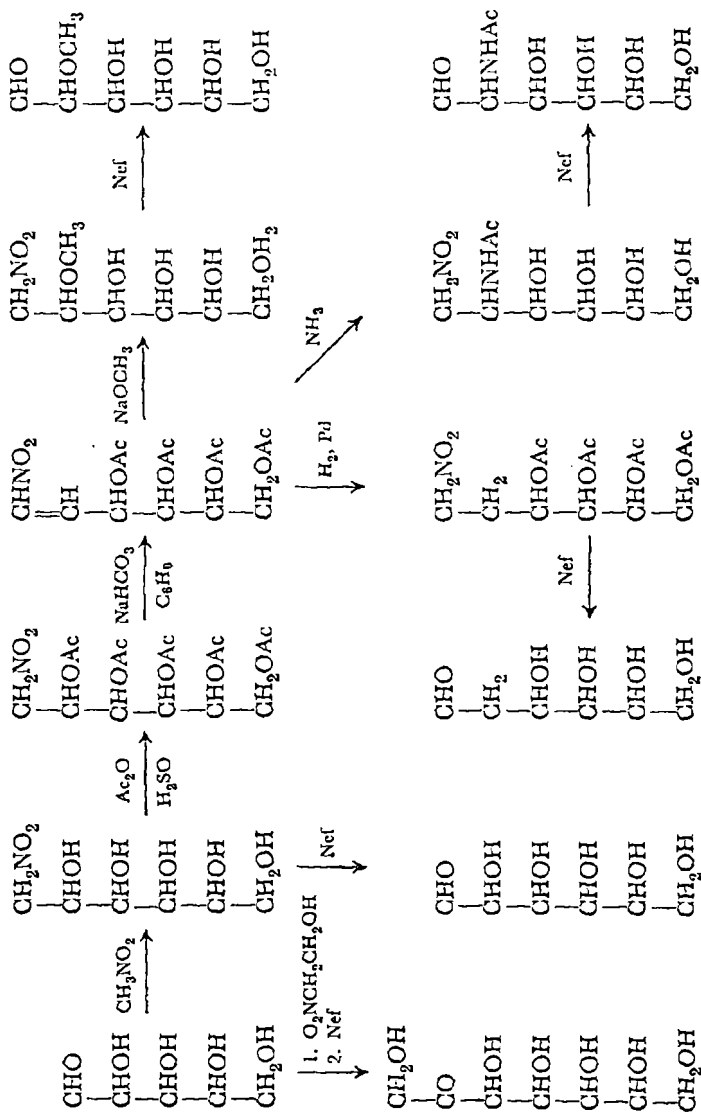 CHO
CHOH
CHOH
CHOH
CH₂OH
CH₃NO₂
CH₂NO₂
CHOH
CHOH
CHOH
CHOH
CH₂OH
Ac₂O
H₂SO
CH₂NO₂
CHOAc
CHOAc
CHOAc
CHOAc
CH₂OAc
NaHCO₃
C₆H₆
CHNO₂
CH
CHOAc
CHOAc
CHOAc
CH₂OAc
NaOCH₃
CH₂NO₂
CHOCH₃
CHOH
CHOH
CHOH
CH₂OH₂
Nef
CHO
CHOCH₃
CHOH
CHOH
CHOH
CH₂OH
1. O₂NCH₂CH₂OH
2. Nef
Nef
H₂, Pd
NH₃
CH₂OH
CO
CHOH
CHOH
CHOH
CHOH
CH₂OH
CHO
CHOH
CHOH
CHOH
CHOH
CH₂OH
CHO
CH₂
CHOH
CHOH
CHOH
CH₂OH
Nef
CH₂NO₂
CH₂
CHOAc
CHOAc
CHOAc
CH₂OAc
CH₂NO₂
CHNHAc
CHOH
CHOH
CHOH
CH₂OH
Nef
CHO
CHNHAc
CHOH
CHOH
CHOH
CH₂OH